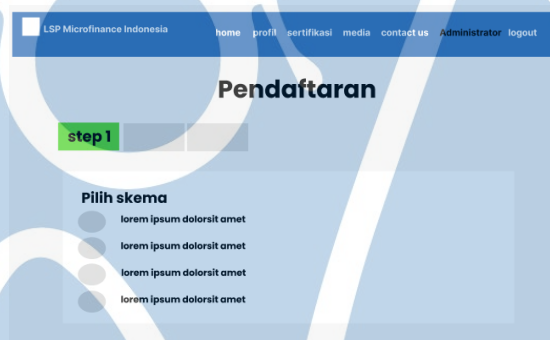 LSP Microfinance Indonesia
home profil sertifikasi media contact us Administrator logout
Pendaftaran
step 1
Pilih skema
lorem ipsum dolorsit amet
lorem ipsum dolorsit amet
lorem ipsum dolorsit amet
lorem ipsum dolorsit amet